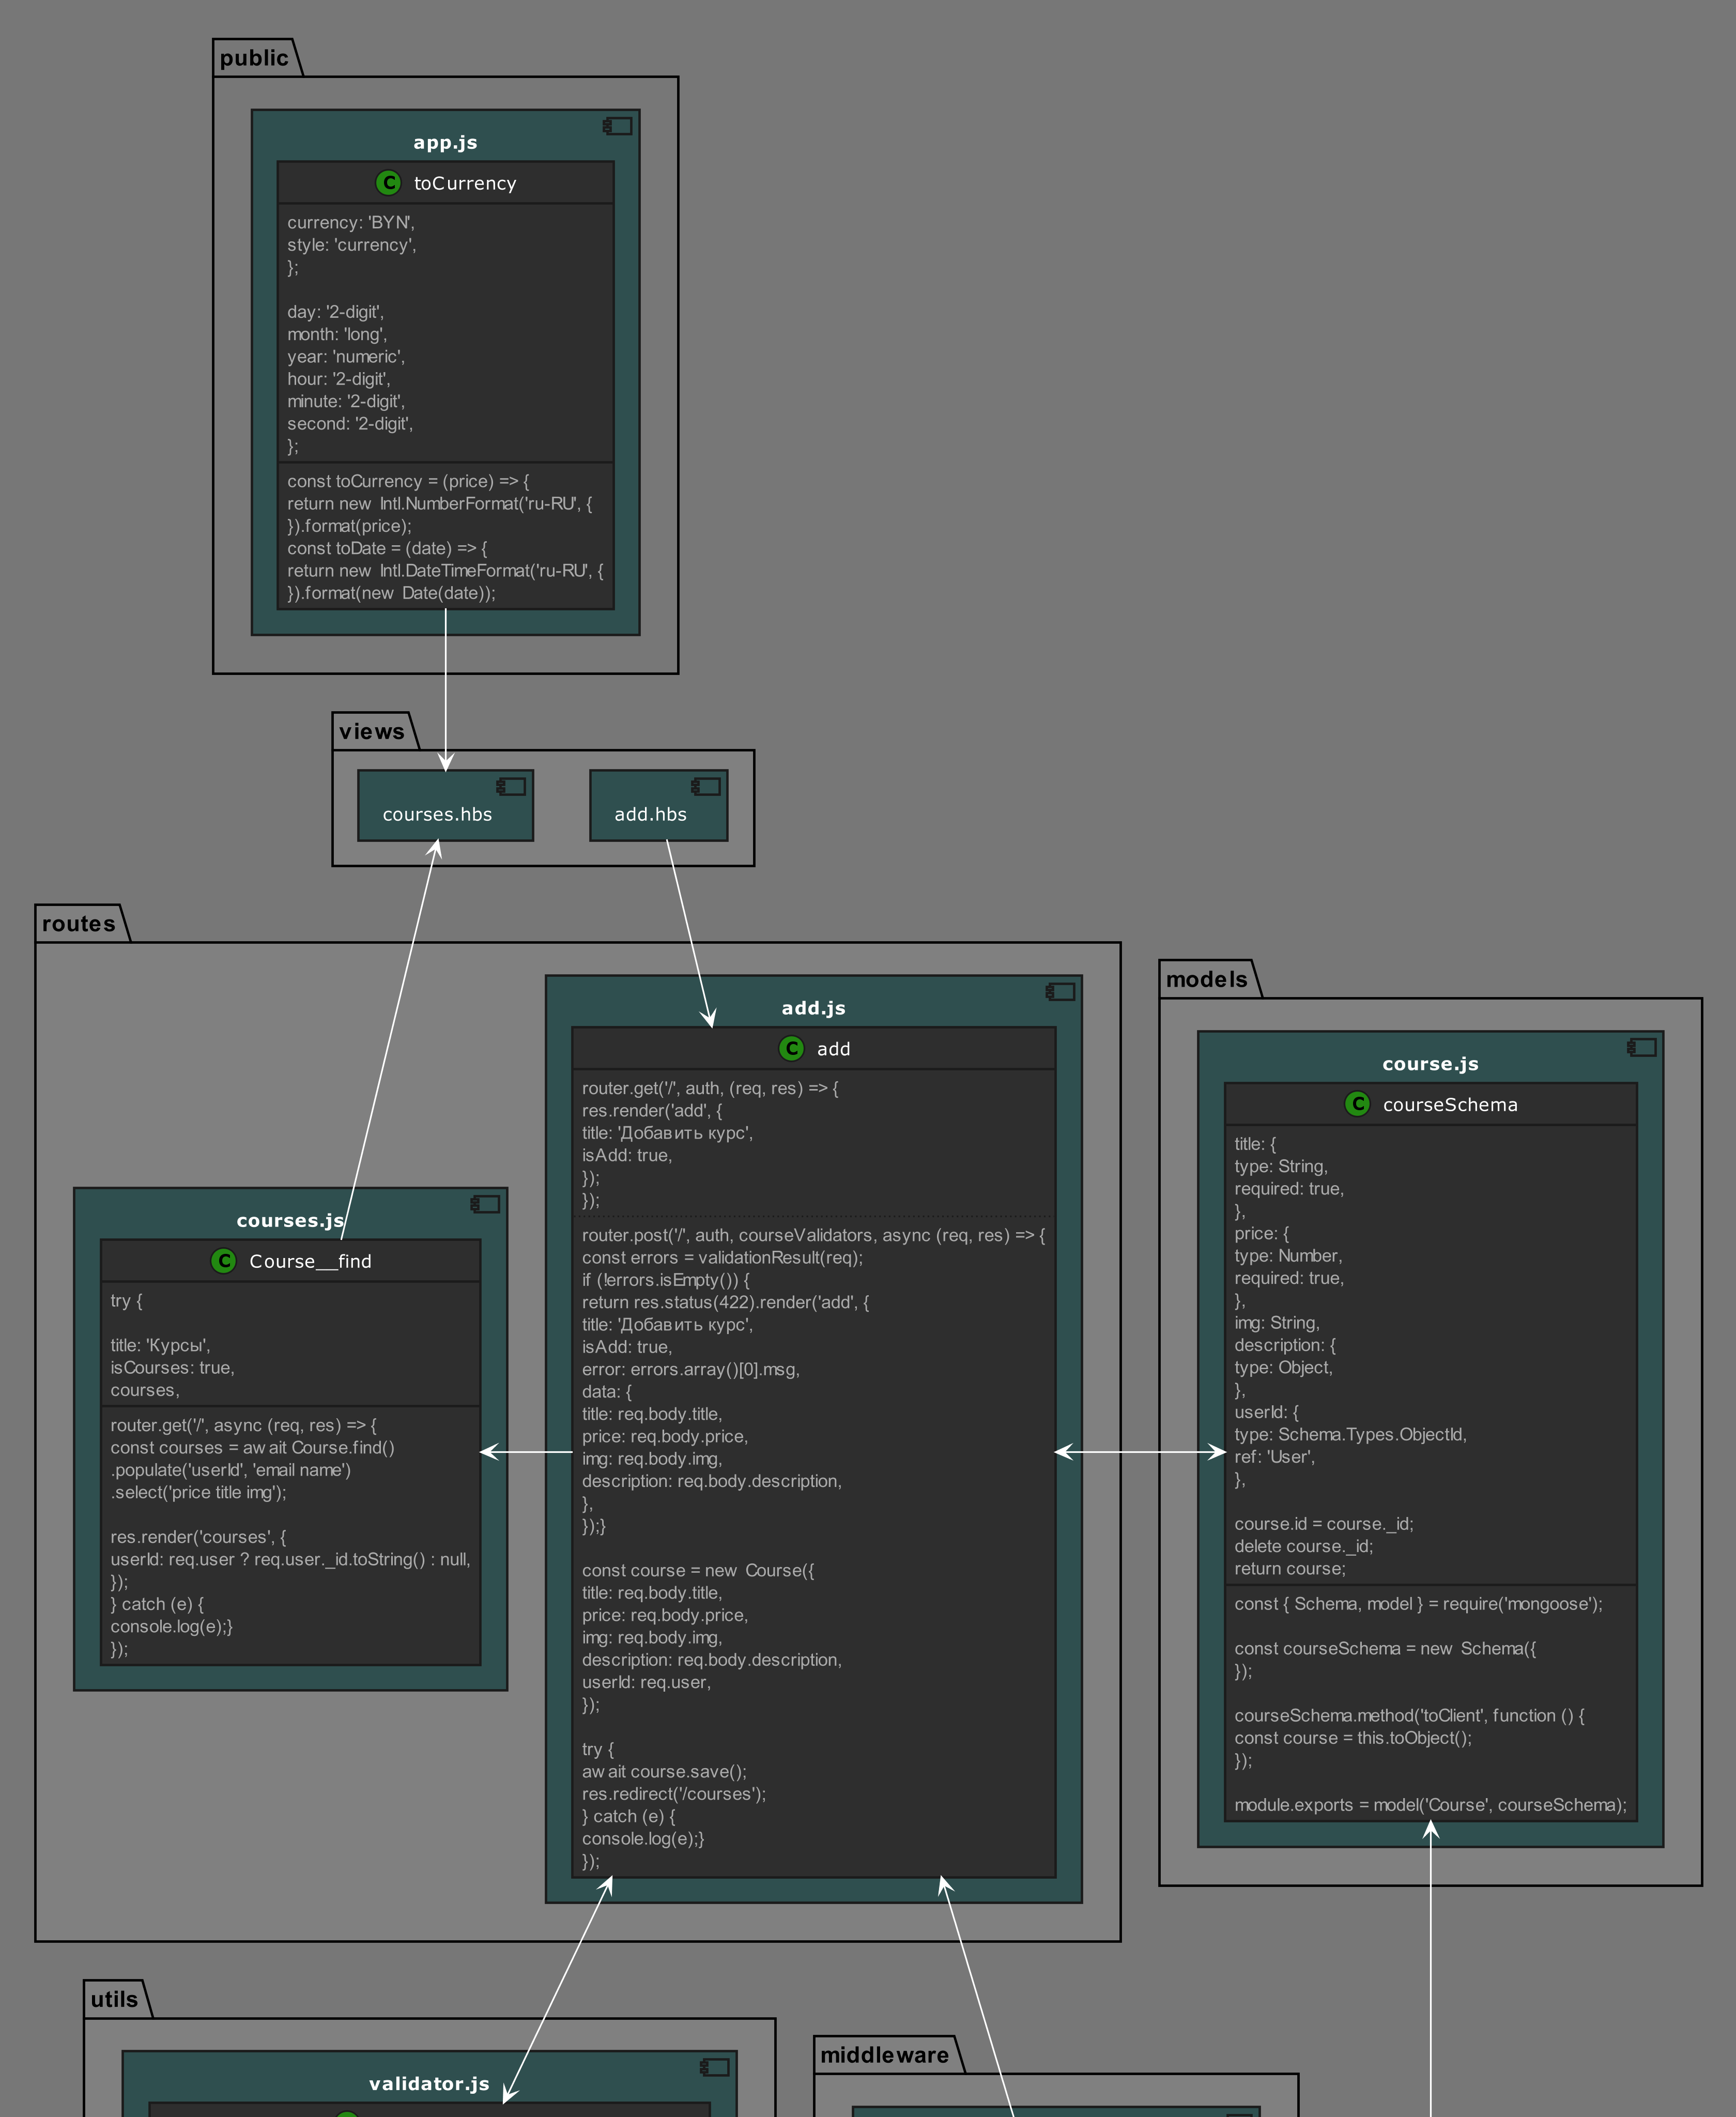 public
app.js
C toCurrency
currency: 'BYN',
style: 'currency',
};
day: '2-digit',
month: 'long',
year: 'numeric',
hour: '2-digit',
minute: '2-digit',
second: '2-digit',
};
const toCurrency = (price) => {
return new Intl.NumberFormat('ru-RU', {
}).format(price);
const toDate = (date) => {
return new Intl.DateTimeFormat('ru-RU', {
}).format(new Date(date));
views
courses.hbs
add.hbs
routes
add.js
C add
router.get('/', auth, (req, res) => {
res.render('add', {
title: 'Добавить курс',
isAdd: true,
});
});
router.post('/', auth, courseValidators, async (req, res) => {
const errors = validationResult(req);
if (!errors.isEmpty()) {
return res.status(422).render('add', {
title: 'Добавить курс',
isAdd: true,
error: errors.array()[0].msg,
data: {
title: req.body.title,
price: req.body.price,
img: req.body.img,
description: req.body.description,
},
});}
const course = new Course({
title: req.body.title,
price: req.body.price,
img: req.body.img,
description: req.body.description,
userId: req.user,
});
try {
await course.save();
res.redirect('/courses');
} catch (e) {
console.log(e);}
});
courses.js
C Course__find
try {
title: 'Курсы',
isCourses: true,
courses,
router.get('/', async (req, res) => {
const courses = await Course.find()
.populate('userId', 'email name')
.select('price title img');
res.render('courses', {
userId: req.user ? req.user._id.toString() : null,
});
} catch (e) {
console.log(e);}
});
models
course.js
C courseSchema
title: {
type: String,
required: true,
},
price: {
type: Number,
required: true,
},
img: String,
description: {
type: Object,
},
userId: {
type: Schema.Types.ObjectId,
ref: 'User',
},
course.id = course._id;
delete course._id;
return course;
const { Schema, model } = require('mongoose');
const courseSchema = new Schema({
});
courseSchema.method('toClient', function () {
const course = this.toObject();
});
module.exports = model('Course', courseSchema);
utils
validator.js
middleware